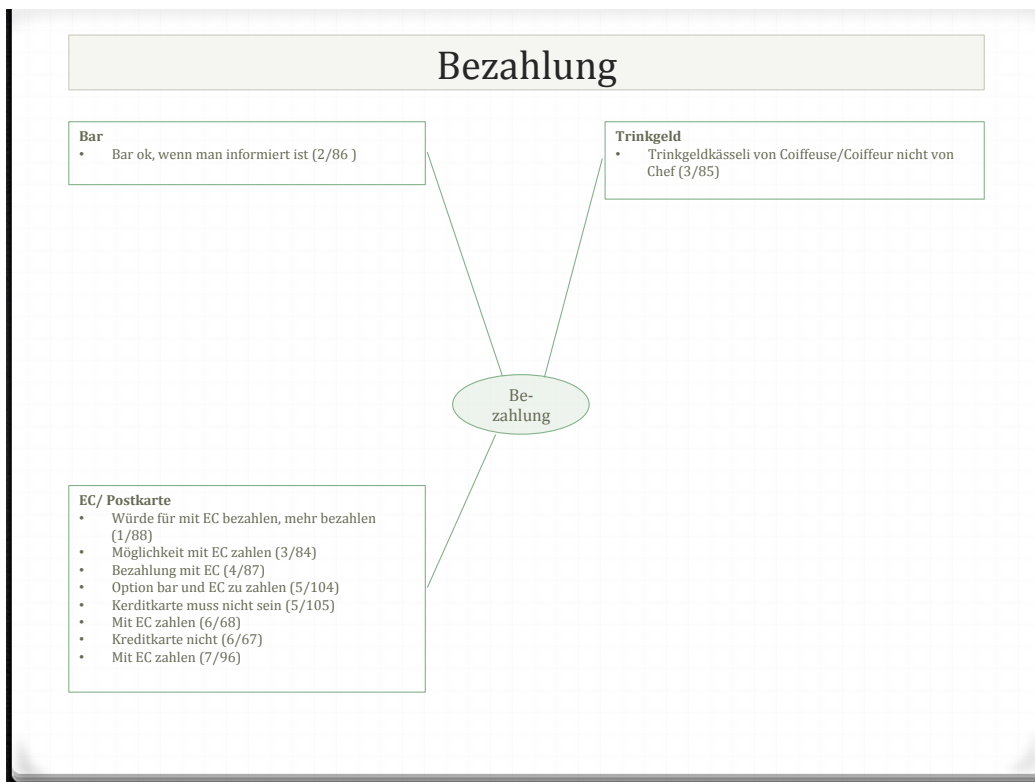 Bezahlung
Bar
• Bar ok, wenn man informiert ist (2/86 )
Trinkgeld
• Trinkgeldkässeli von Coiffeuse/Coiffeur nicht von
Chef (3/85)
Be-
zahlung
EC/ Postkarte
• Würde für mit EC bezahlen, mehr bezahlen
(1/88)
• Möglichkeit mit EC zahlen (3/84)
• Bezahlung mit EC (4/87)
• Option bar und EC zu zahlen (5/104)
• Kerditkarte muss nicht sein (5/105)
• Mit EC zahlen (6/68)
• Kreditkarte nicht (6/67)
• Mit EC zahlen (7/96)